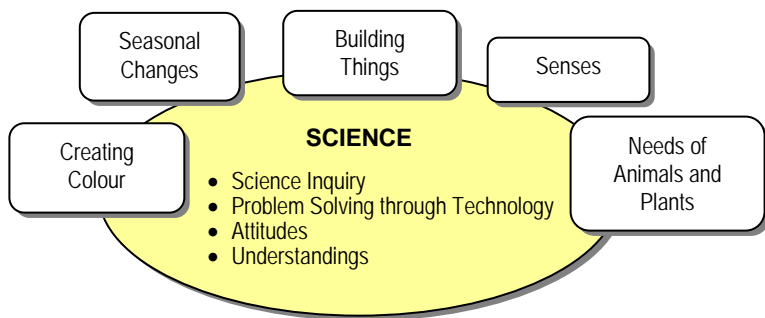 Seasonal
Changes
Building
Things
Senses
Creating
Colour
Needs of
Animals and
Plants
SCIENCE
• Science Inquiry
• Problem Solving through Technology
• Attitudes
• Understandings